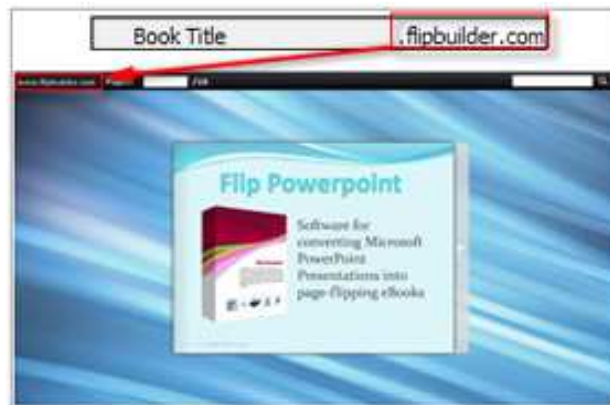 Book Title .flipbuilder.com
www.flipbuilder.com
Flip Powerpoint
Software for
converting Microsoft
PowerPoint
Presentations into
page-flipping eBooks